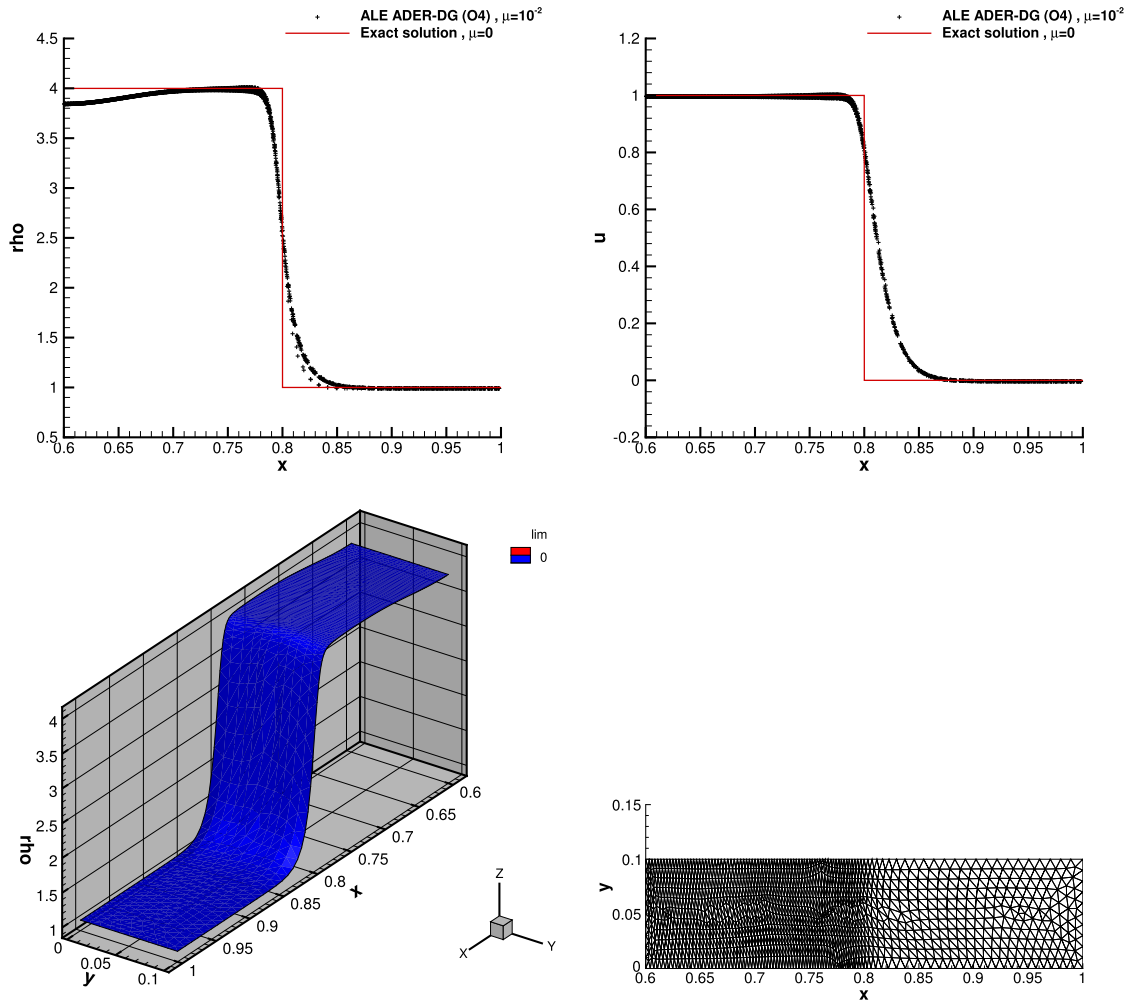 ALE ADER-DG (O4) , μ=10⁻²
Exact solution , μ=0
4.5
4
3.5
3
2.5
2
1.5
1
0.5
rho
0.6 0.65 0.7 0.75 0.8 0.85 0.9 0.95 1
x
ALE ADER-DG (O4) , μ=10⁻²
Exact solution , μ=0
1.2
1
0.8
0.6
0.4
0.2
0
-0.2
u
0.6 0.65 0.7 0.75 0.8 0.85 0.9 0.95 1
x
lim
0
4
3.5
3
2.5
2
1.5
1
rho
0 0.05 0.1
y
1 0.95 0.9 0.85 0.8 0.75 0.7 0.65 0.6
x
Z
X
Y
0.15
0.1
0.05
0
y
0.6 0.65 0.7 0.75 0.8 0.85 0.9 0.95 1
x